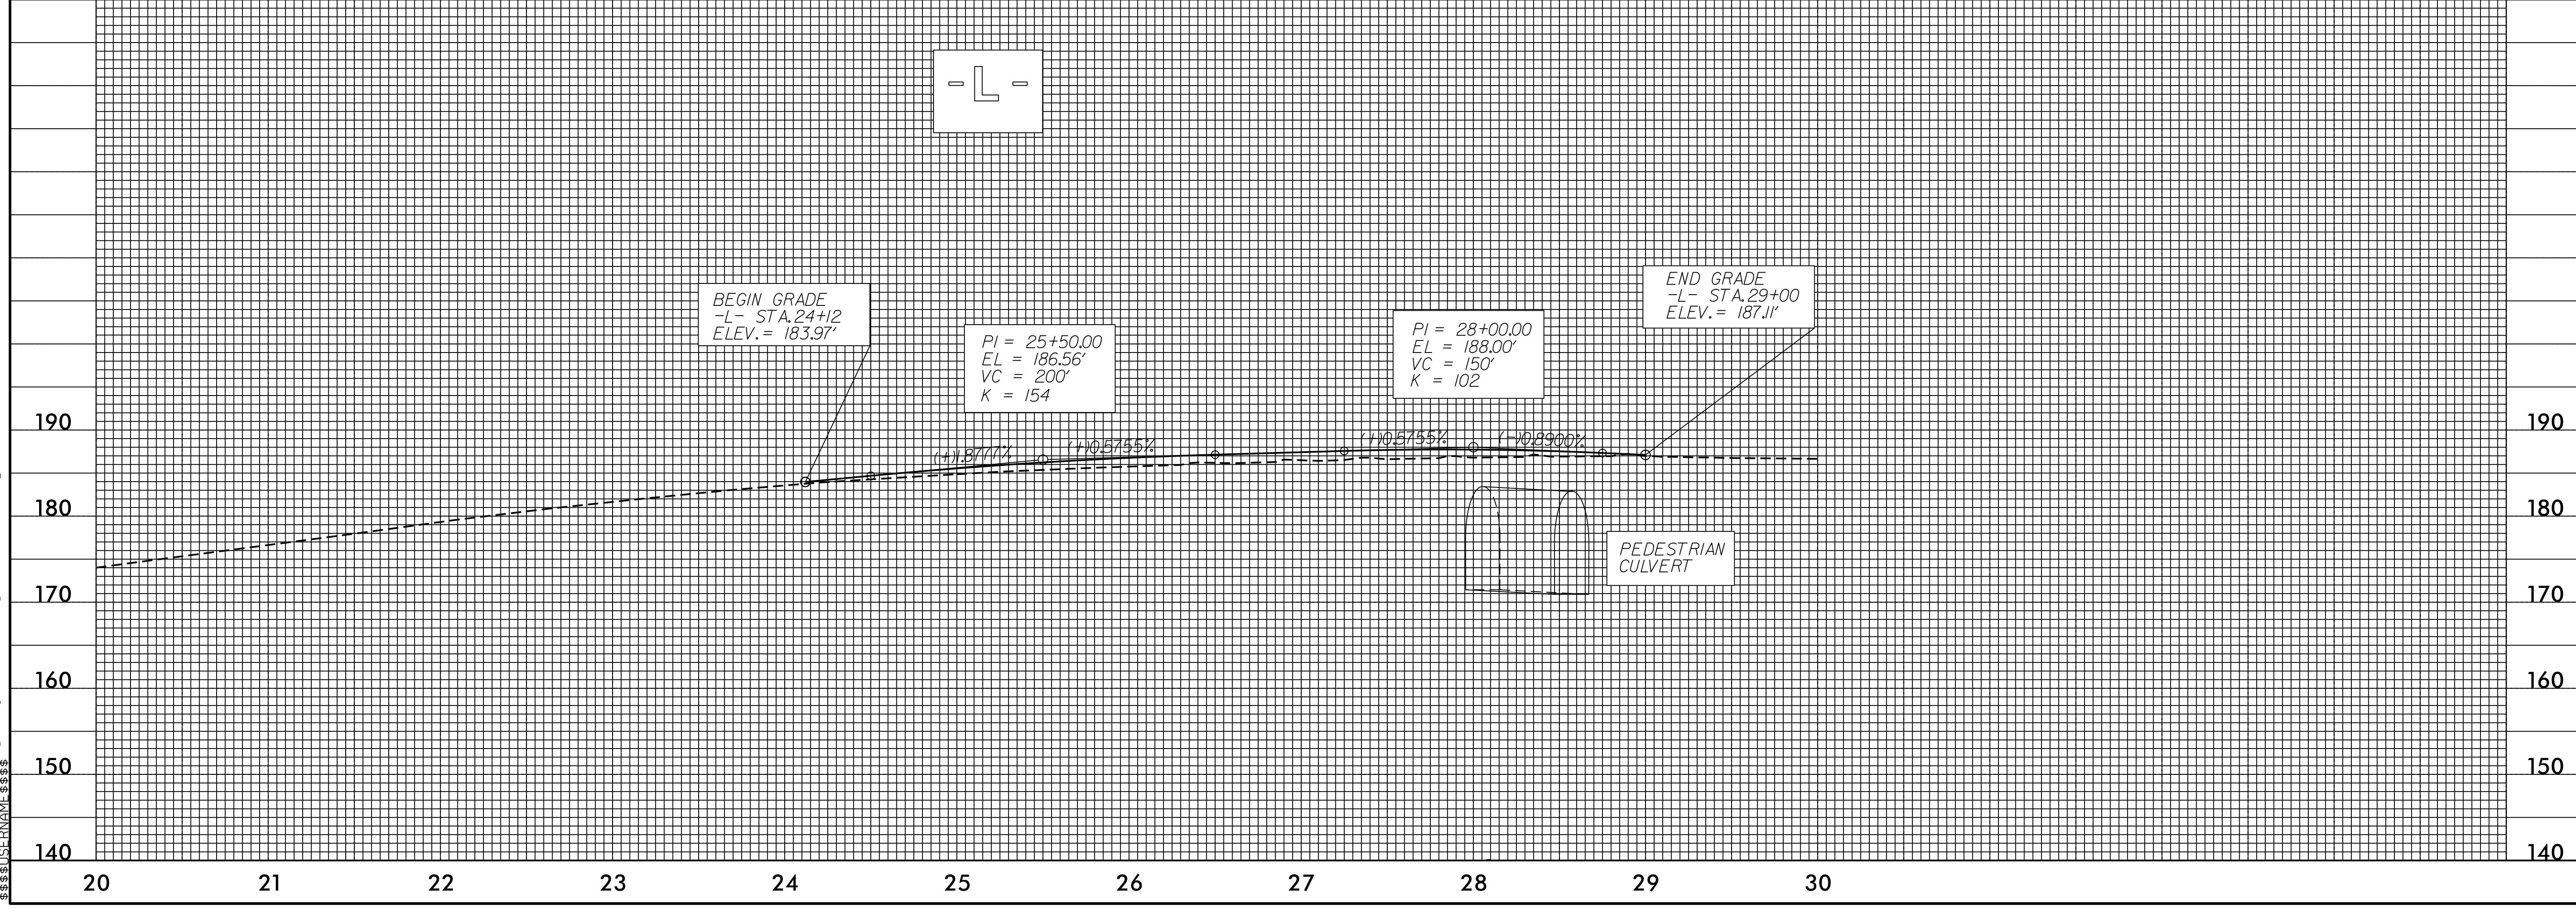 -L-
BEGIN GRADE
-L- STA.24+12
ELEV.= 183.97'
PI = 25+50.00
EL = 186.56'
VC = 200'
K = 154
PI = 28+00.00
EL = 188.00'
VC = 150'
K = 102
END GRADE
-L- STA.29+00
ELEV.= 187.11'
(+)1.8777%
(+)0.5755%
(+)0.5755%
(-)0.8900%
PEDESTRIAN
CULVERT
190
180
170
160
150
140
190
180
170
160
150
140
20 21 22 23 24 25 26 27 28 29 30
$$$$USERNAME$$$$